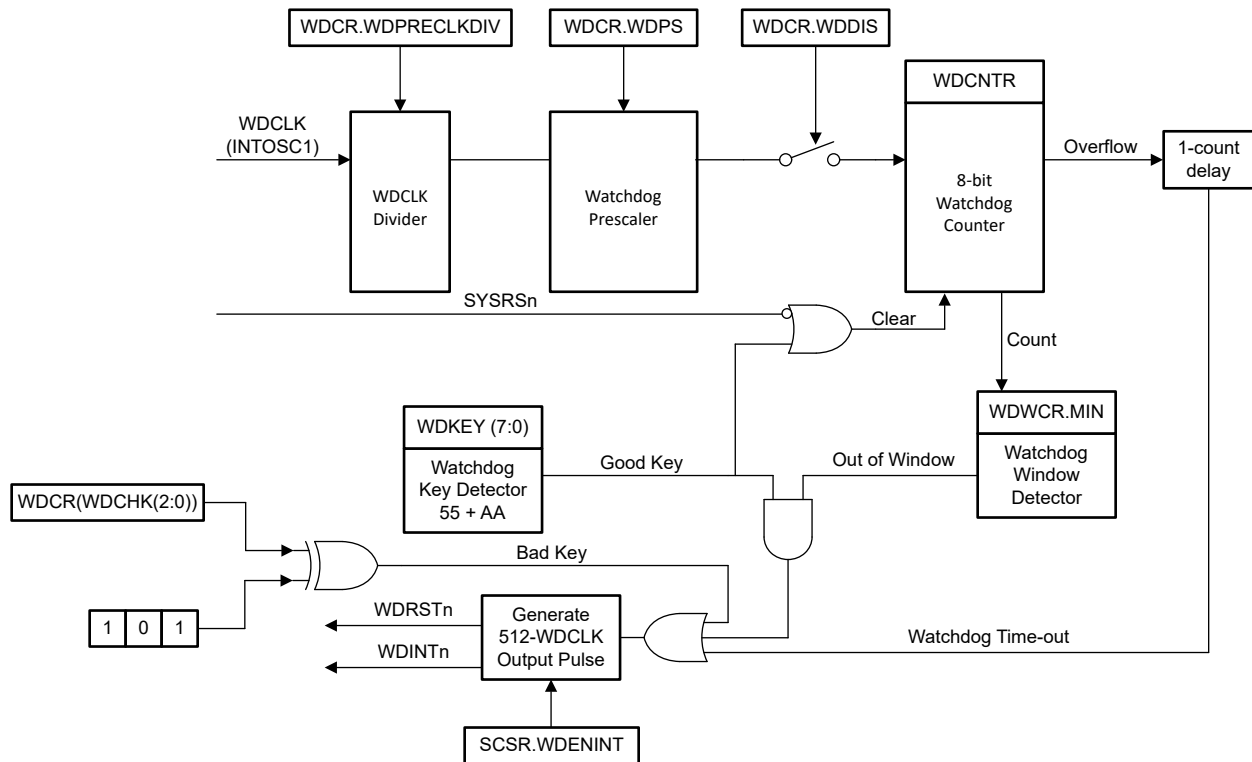 WDCR.WDPRECLKDIV
WDCR.WDPS
WDCR.WDDIS
WDCLK
(INTOSC1)
WDCLK
Divider
Watchdog
Prescaler
WDCNTR
8-bit
Watchdog
Counter
Overflow
1-count
delay
SYSRSn
Clear
Count
WDKEY (7:0)
Watchdog
Key Detector
55 + AA
Good Key
Out of Window
WDWCR.MIN
Watchdog
Window
Detector
WDCR(WDCHK(2:0))
Bad Key
1 0 1
WDRSTn
WDINTn
Generate
512-WDCLK
Output Pulse
Watchdog Time-out
SCSR.WDENINT